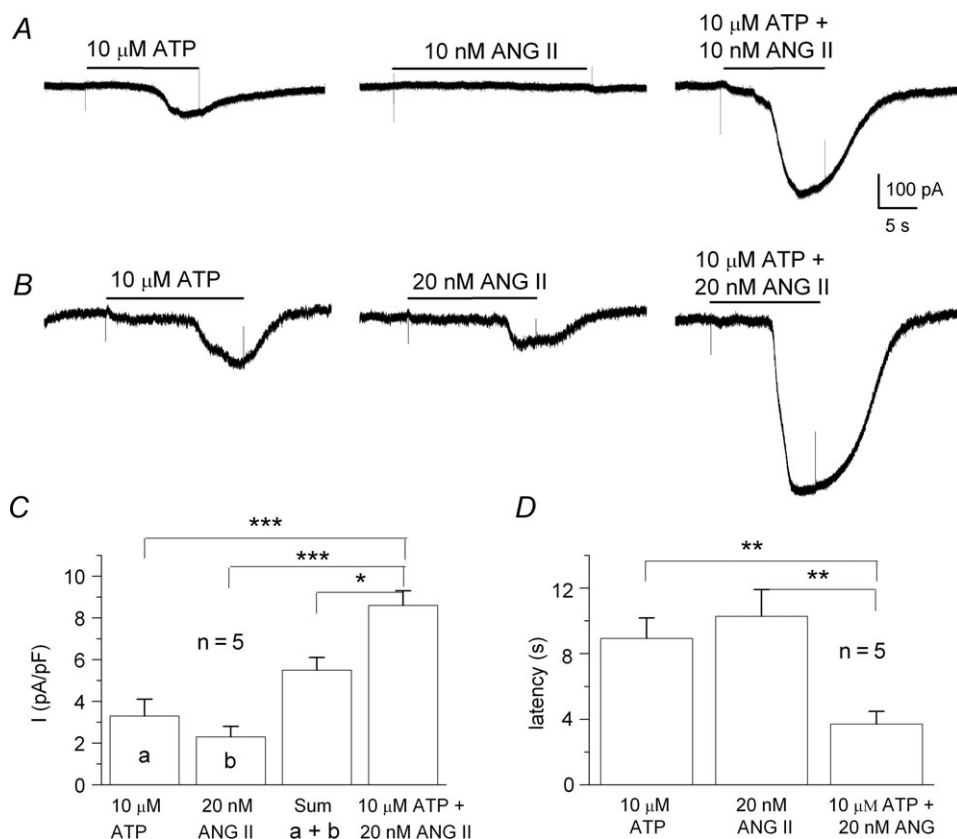 A
10 μM ATP
10 nM ANG II
10 μM ATP +
10 nM ANG II
100 pA
5 s
B
10 μM ATP
20 nM ANG II
10 μM ATP +
20 nM ANG II
C
***
***
*
n = 5
I (pA/pF)
10
8
6
4
2
0
a
b
10 μM
ATP
20 nM
ANG II
Sum
a + b
10 μM ATP +
20 nM ANG II
D
**
**
n = 5
latency (s)
12
8
4
0
10 μM
ATP
20 nM
ANG II
10 μM ATP +
20 nM ANG